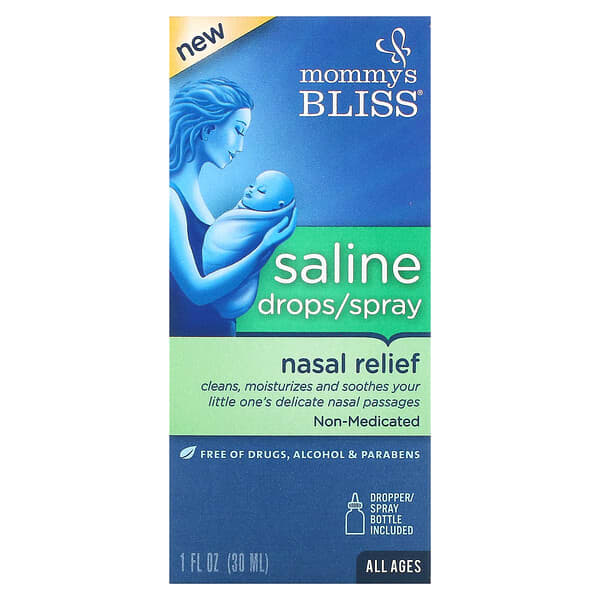 new
mommy's
BLISS®
saline
drops/spray
nasal relief
cleans, moisturizes and soothes your
little one's delicate nasal passages
Non-Medicated
FREE OF DRUGS, ALCOHOL & PARABENS
DROPPER/
SPRAY
BOTTLE
INCLUDED
1 FL OZ (30 ML)
ALL AGES